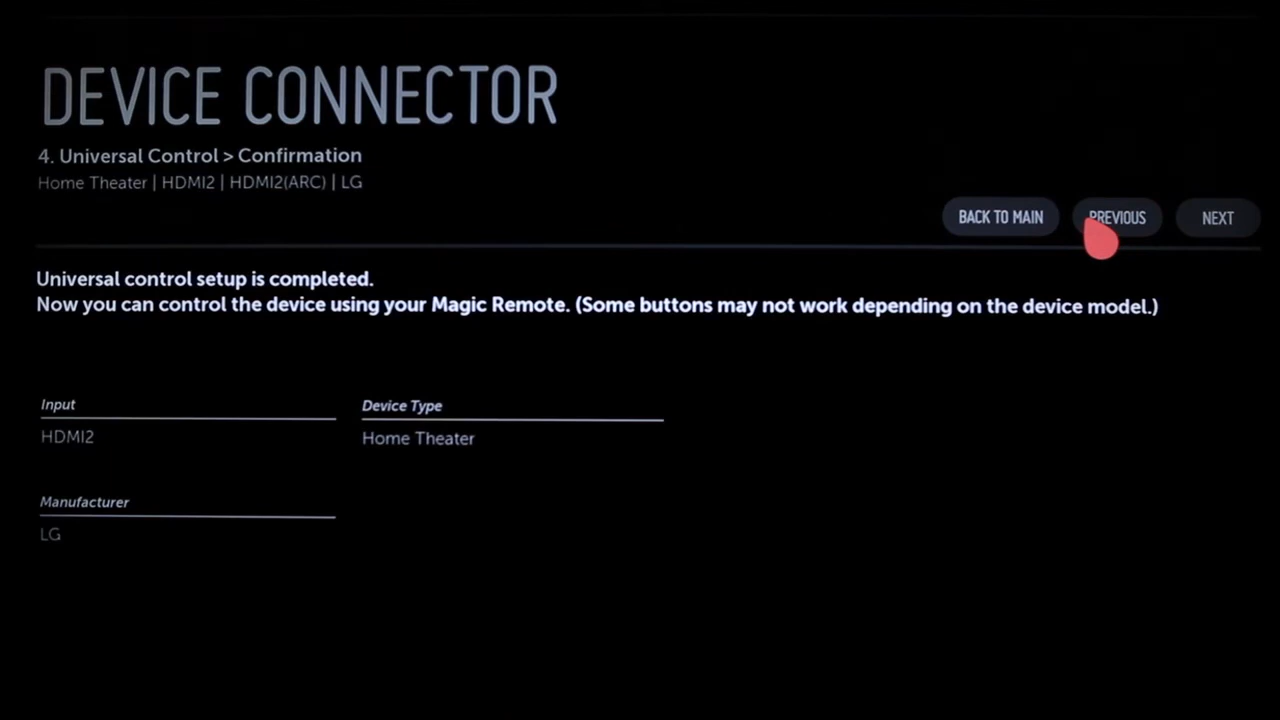 DEVICE CONNECTOR
4. Universal Control > Confirmation
Home Theater | HDMI2 | HDMI2(ARC) | LG
BACK TO MAIN PREVIOUS NEXT
Universal control setup is completed.
Now you can control the device using your Magic Remote. (Some buttons may not work depending on the device model.)
Input Device Type
HDMI2 Home Theater
Manufacturer
LG